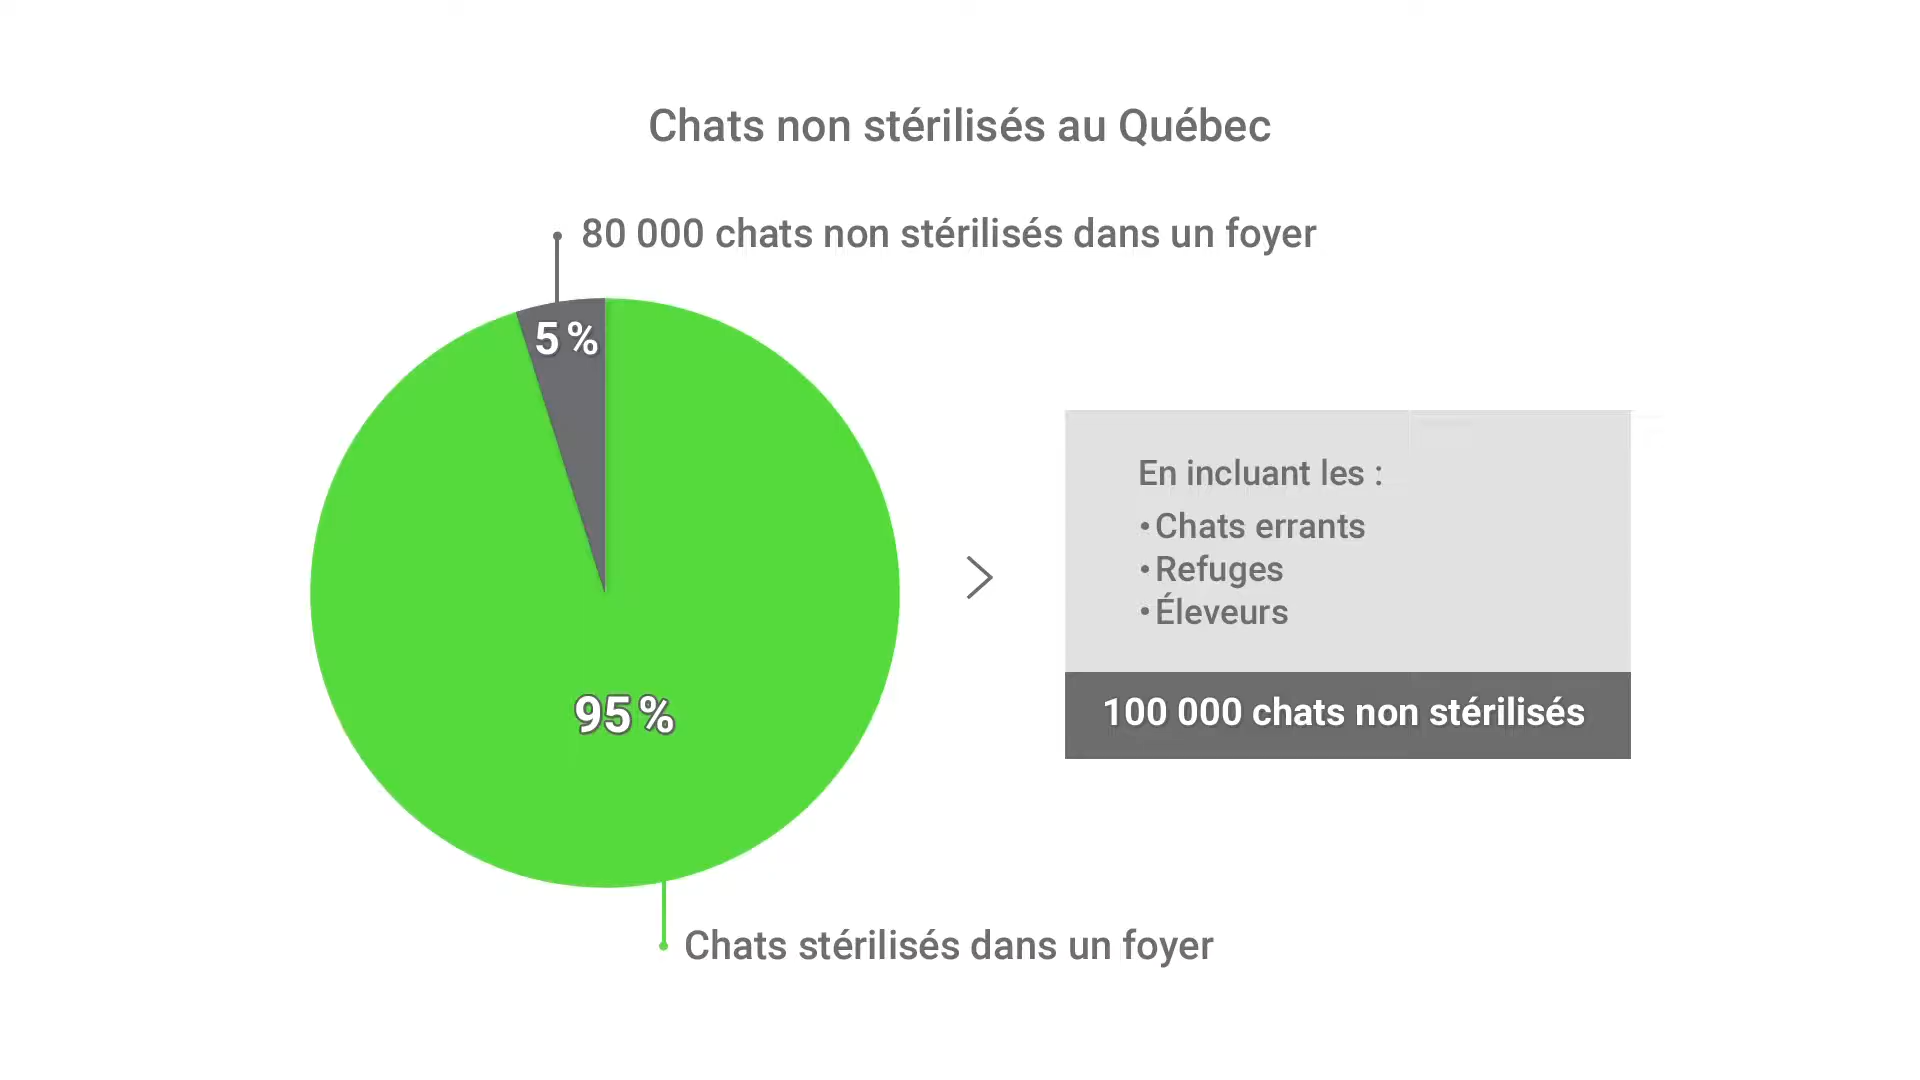 Chats non stérilisés au Québec
80 000 chats non stérilisés dans un foyer
5 %
95 %
Chats stérilisés dans un foyer
En incluant les :
• Chats errants
• Refuges
• Éleveurs
100 000 chats non stérilisés